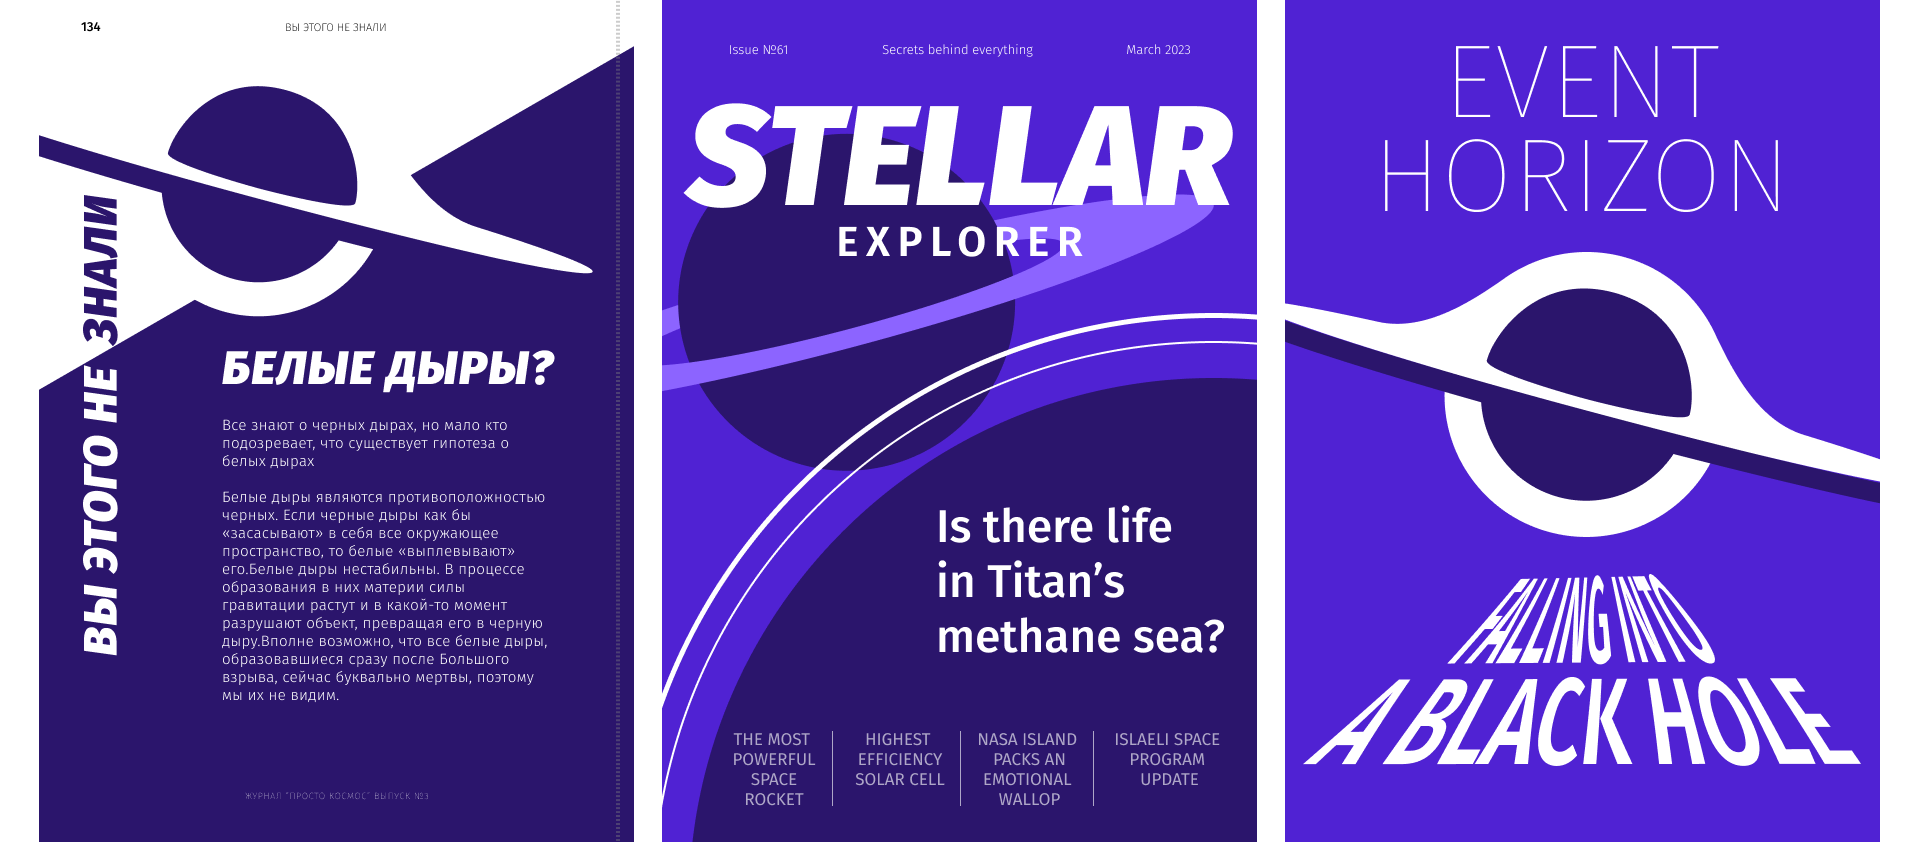 134
ВЫ ЭТОГО НЕ ЗНАЛИ
ВЫ ЭТОГО НЕ ЗНАЛИ
БЕЛЫЕ ДЫРЫ?
Все знают о черных дырах, но мало кто
подозревает, что существует гипотеза о
белых дырах
Белые дыры являются противоположностью
черных. Если черные дыры как бы
«засасывают» в себя все окружающее
пространство, то белые «выплевывают»
его.Белые дыры нестабильны. В процессе
образования в них материи силы
гравитации растут и в какой-то момент
разрушают объект, превращая его в черную
дыру.Вполне возможно, что все белые дыры,
образовавшиеся сразу после Большого
взрыва, сейчас буквально мертвы, поэтому
мы их не видим.
ЖУРНАЛ "ПРОСТО КОСМОС" ВЫПУСК №3
Issue №61
Secrets behind everything
March 2023
STELLAR
EXPLORER
Is there life
in Titan’s
methane sea?
THE MOST
POWERFUL
SPACE
ROCKET
HIGHEST
EFFICIENCY
SOLAR CELL
NASA ISLAND
PACKS AN
EMOTIONAL
WALLOP
ISLAELI SPACE
PROGRAM
UPDATE
EVENT
HORIZON
FALLING INTO
A BLACK HOLE